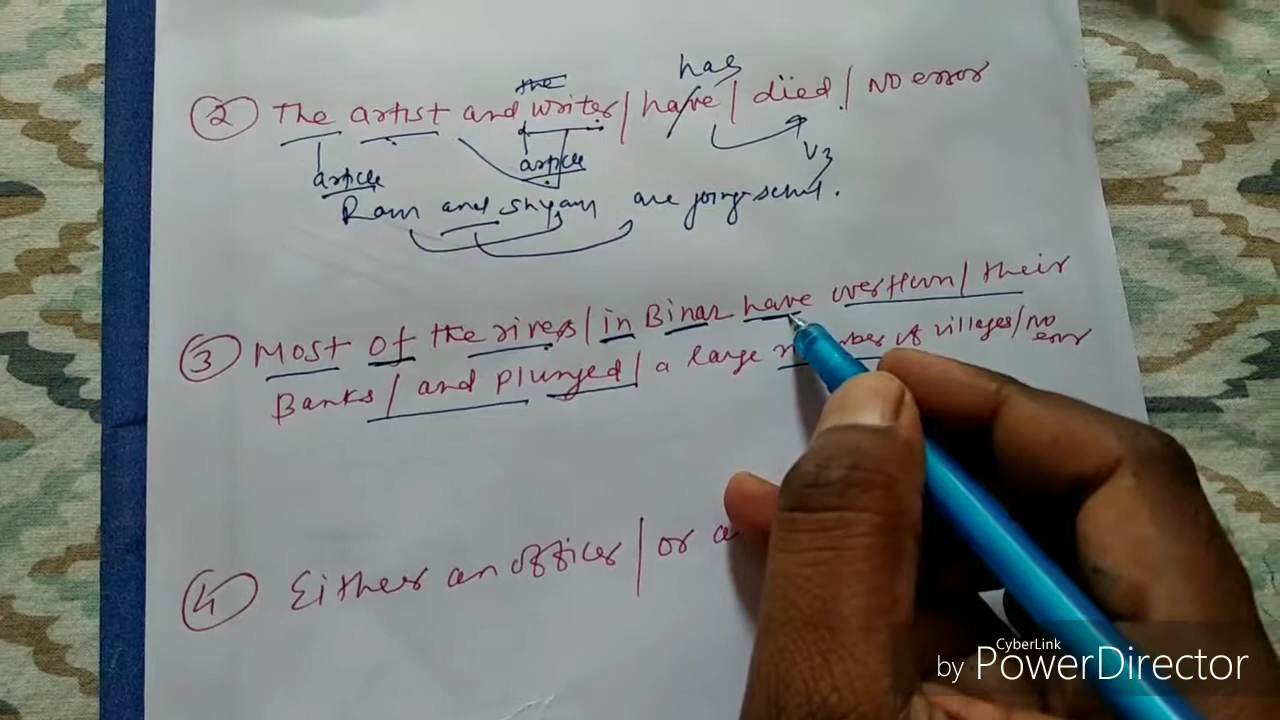 has
the
② The artist and writer / have / died / No error
article article V3
Ram and Shyam are going
③ Most of the rivers / in Bihar have overflown / their
Banks / and Plunged / a large number of villages / no error
④ Either an officer / or a
CyberLink
by PowerDirector